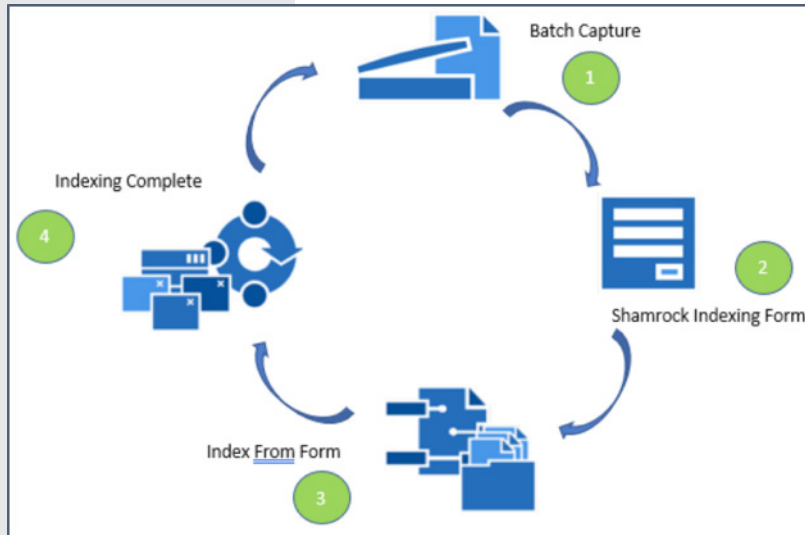 Batch Capture
1
2
Shamrock Indexing Form
Index From Form
3
Indexing Complete
4